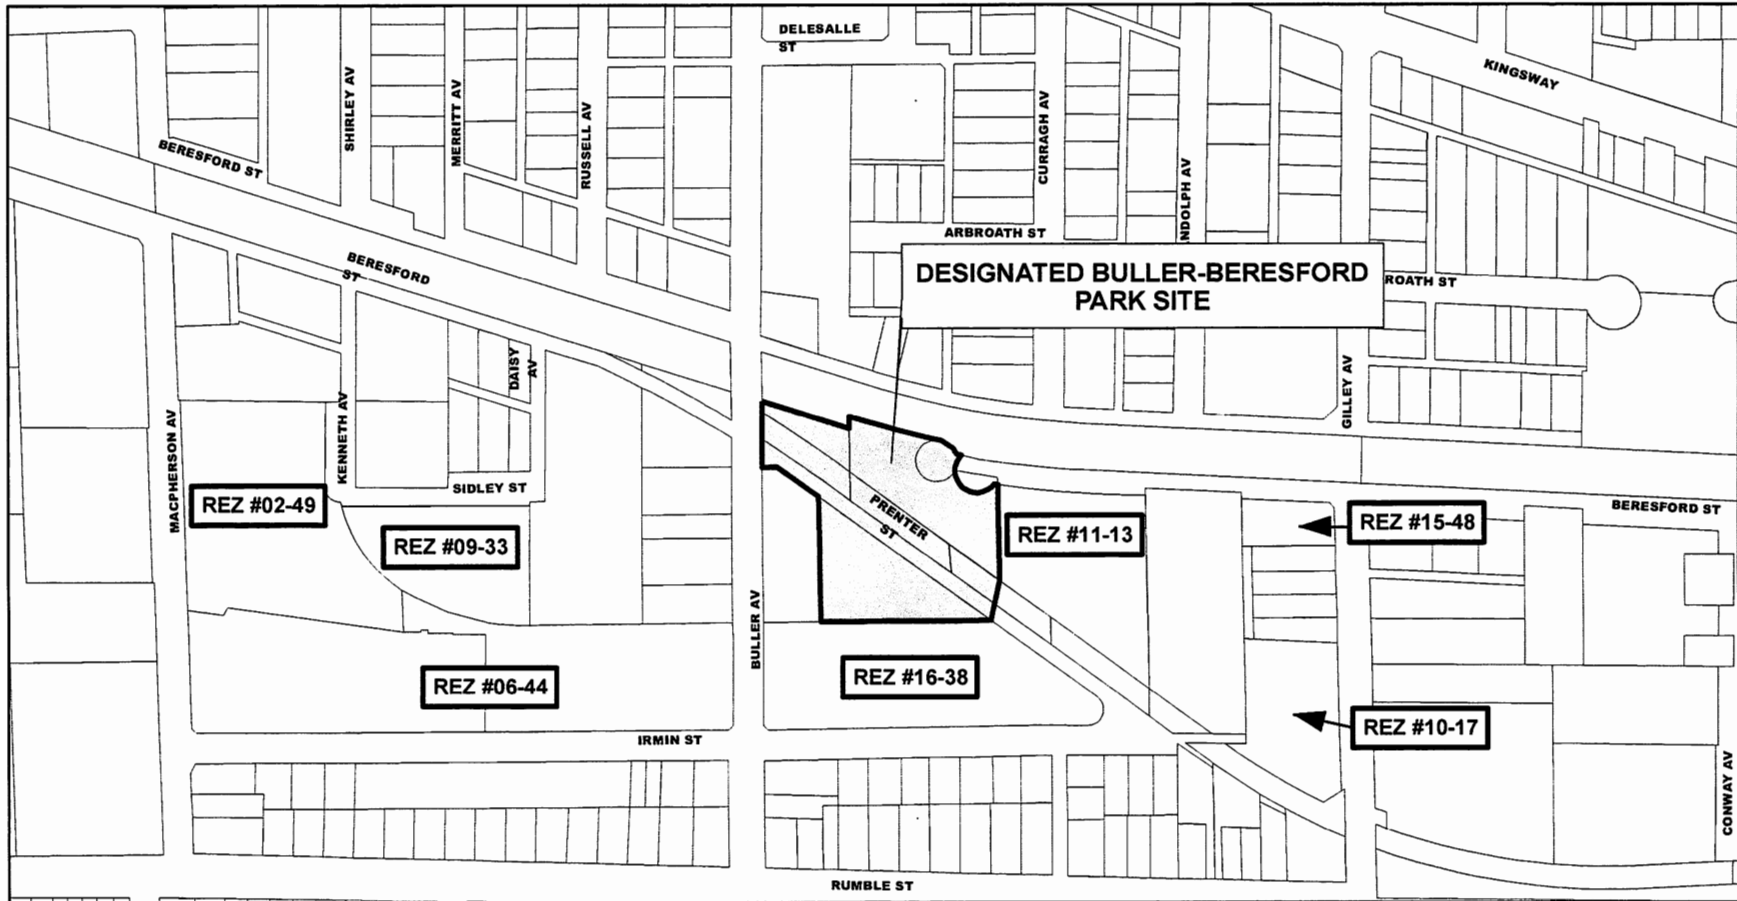 DELESALLE
ST
KINGSWAY
SHIRLEY AV
MERRITT AV
RUSSELL AV
CURRAGH AV
NDOLPH AV
BERESFORD ST
ARBROATH ST
BERESFORD
ST
DESIGNATED BULLER-BERESFORD
PARK SITE
ROATH ST
DAISY
AV
GILLEY AV
MACPHERSON AV
KENNETH AV
SIDLEY ST
REZ #02-49
REZ #09-33
PRENTER
ST
REZ #11-13
REZ #15-48
BERESFORD ST
BULLER AV
REZ #06-44
REZ #16-38
REZ #10-17
IRMIN ST
CONWAY AV
RUMBLE ST